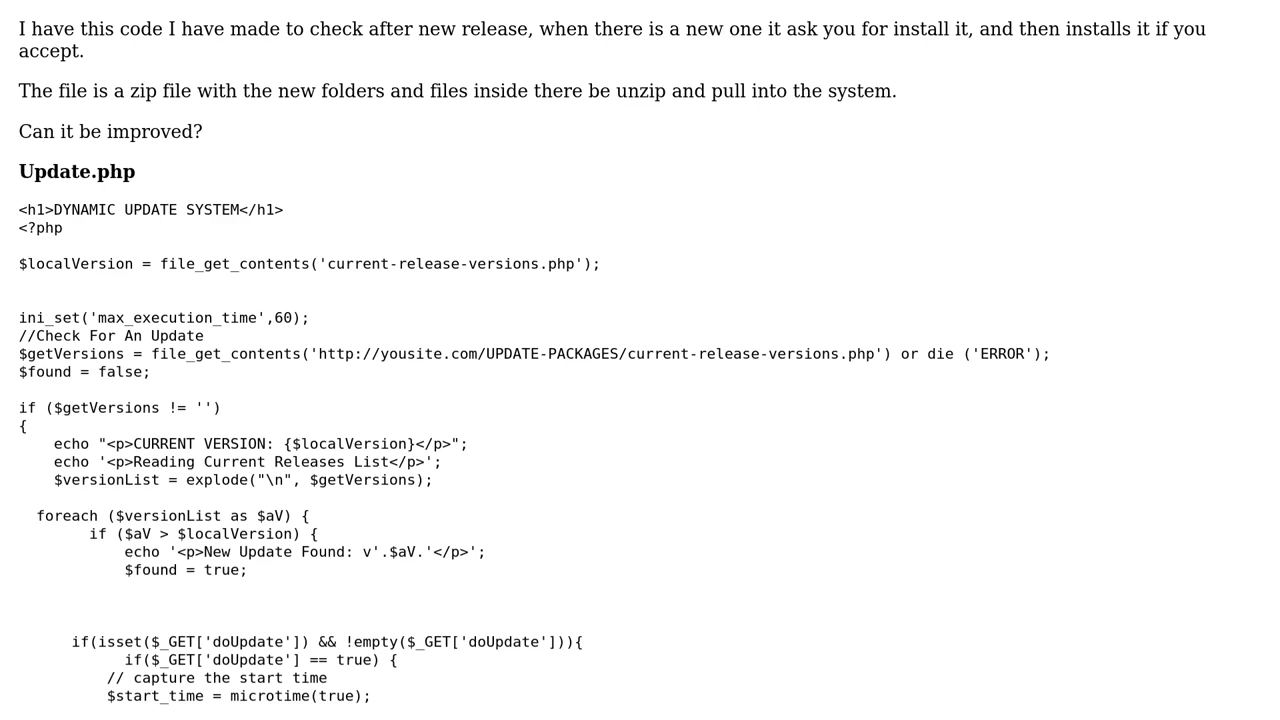 I have this code I have made to check after new release, when there is a new one it ask you for install it, and then installs it if you
accept.
The file is a zip file with the new folders and files inside there be unzip and pull into the system.
Can it be improved?
Update.php
<h1>DYNAMIC UPDATE SYSTEM</h1>
<?php
$localVersion = file_get_contents('current-release-versions.php');
ini_set('max_execution_time',60);
//Check For An Update
$getVersions = file_get_contents('http://yousite.com/UPDATE-PACKAGES/current-release-versions.php') or die ('ERROR');
$found = false;
if ($getVersions != '')
{
    echo "<p>CURRENT VERSION: {$localVersion}</p>";
    echo '<p>Reading Current Releases List</p>';
    $versionList = explode("\n", $getVersions);
  foreach ($versionList as $aV) {
        if ($aV > $localVersion) {
            echo '<p>New Update Found: v'.$aV.'</p>';
            $found = true;
      if(isset($_GET['doUpdate']) && !empty($_GET['doUpdate'])){
            if($_GET['doUpdate'] == true) {
          // capture the start time
          $start_time = microtime(true);